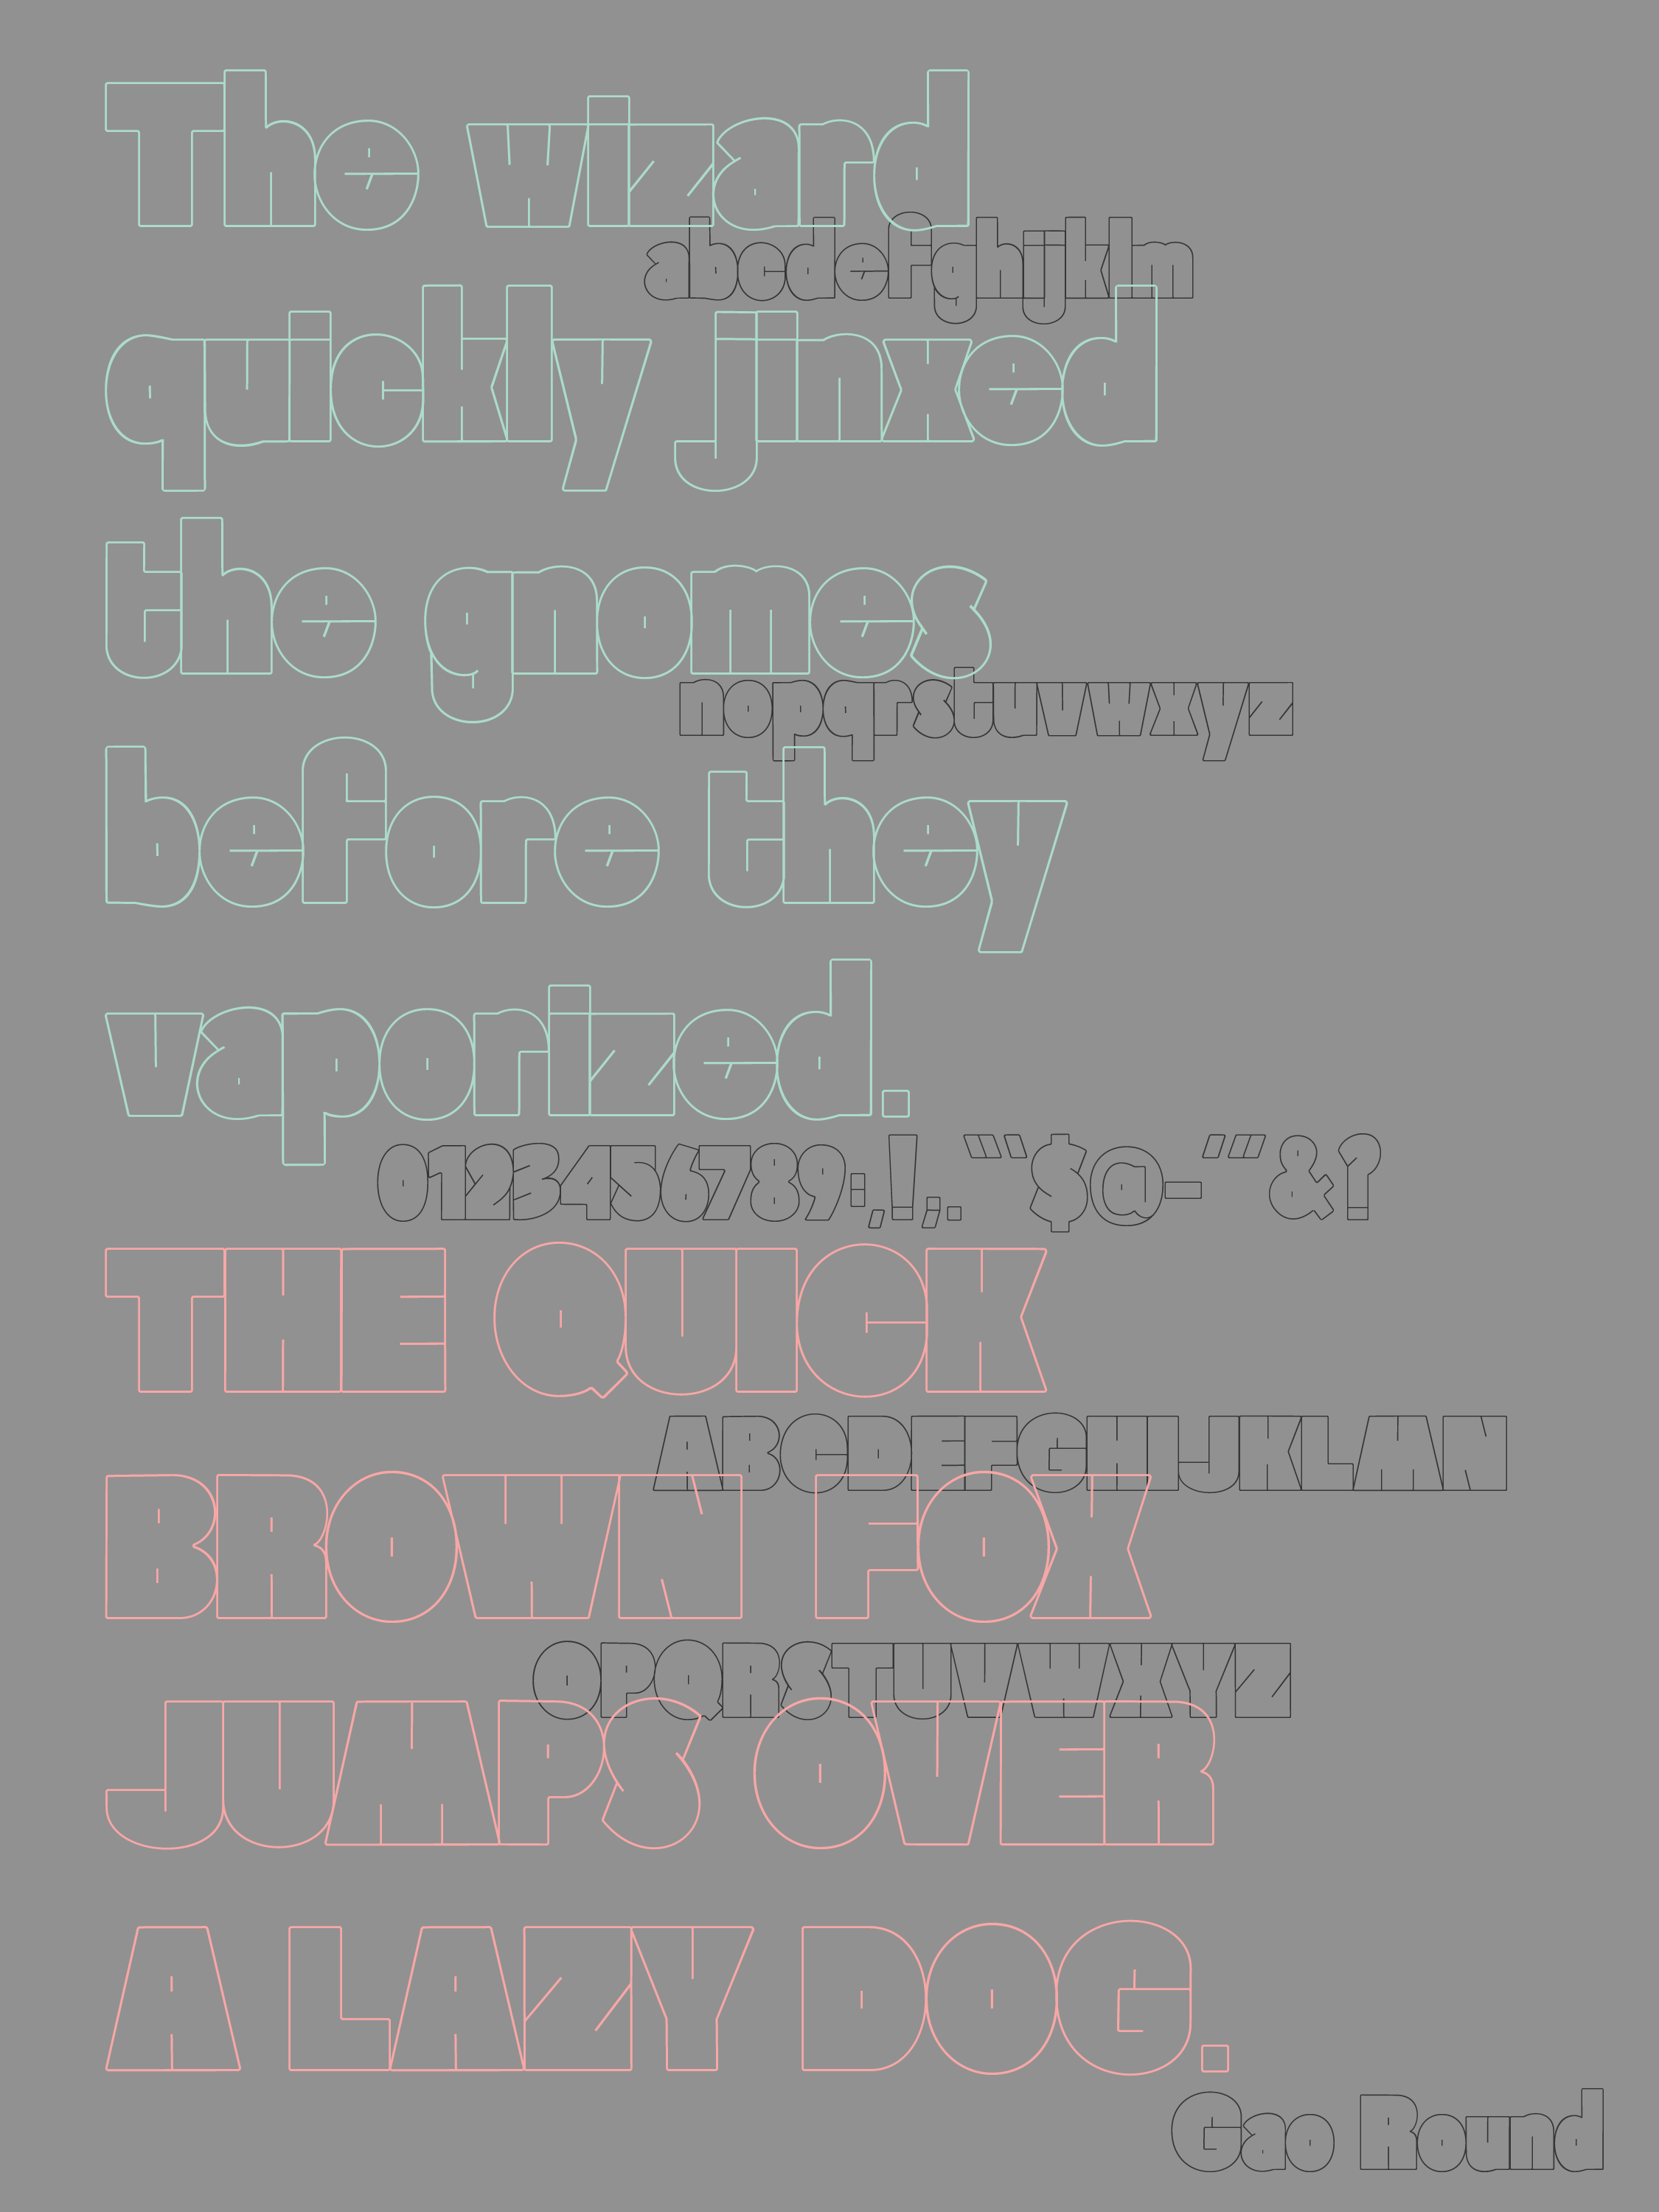 The wizard
abcdefghijklm
quickly jinxed
the gnomes
nopqrstuvwxyz
before they
vaporized.
0123456789:,!;. “‘$@-’” &?
THE QUICK
ABCDEFGHIJKLMN
BROWN FOX
OPQRSTUVWXYZ
JUMPS OVER
A LAZY DOG.
Gao Round